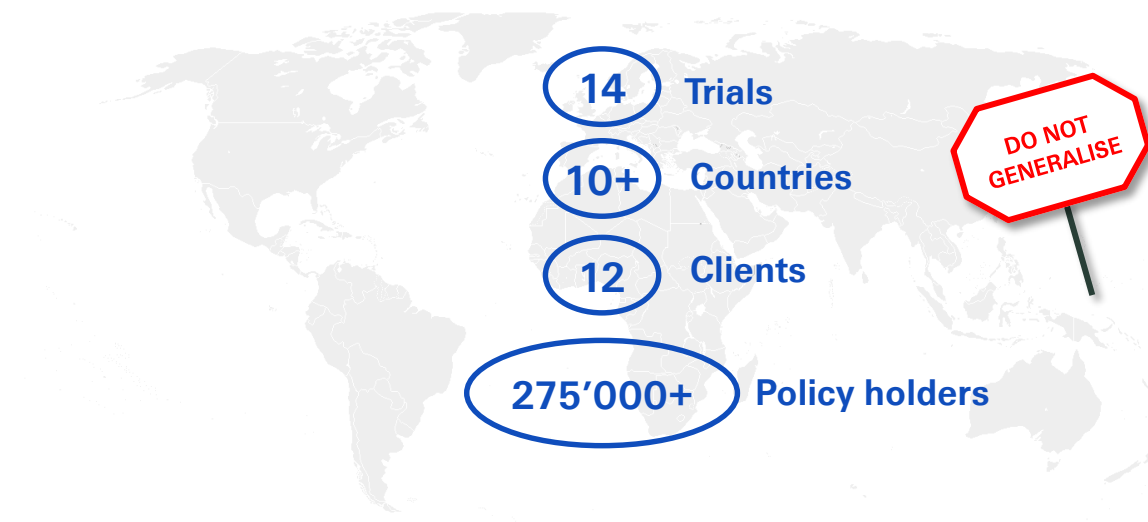 14 Trials
DO NOT
GENERALISE
10+ Countries
12 Clients
275’000+ Policy holders